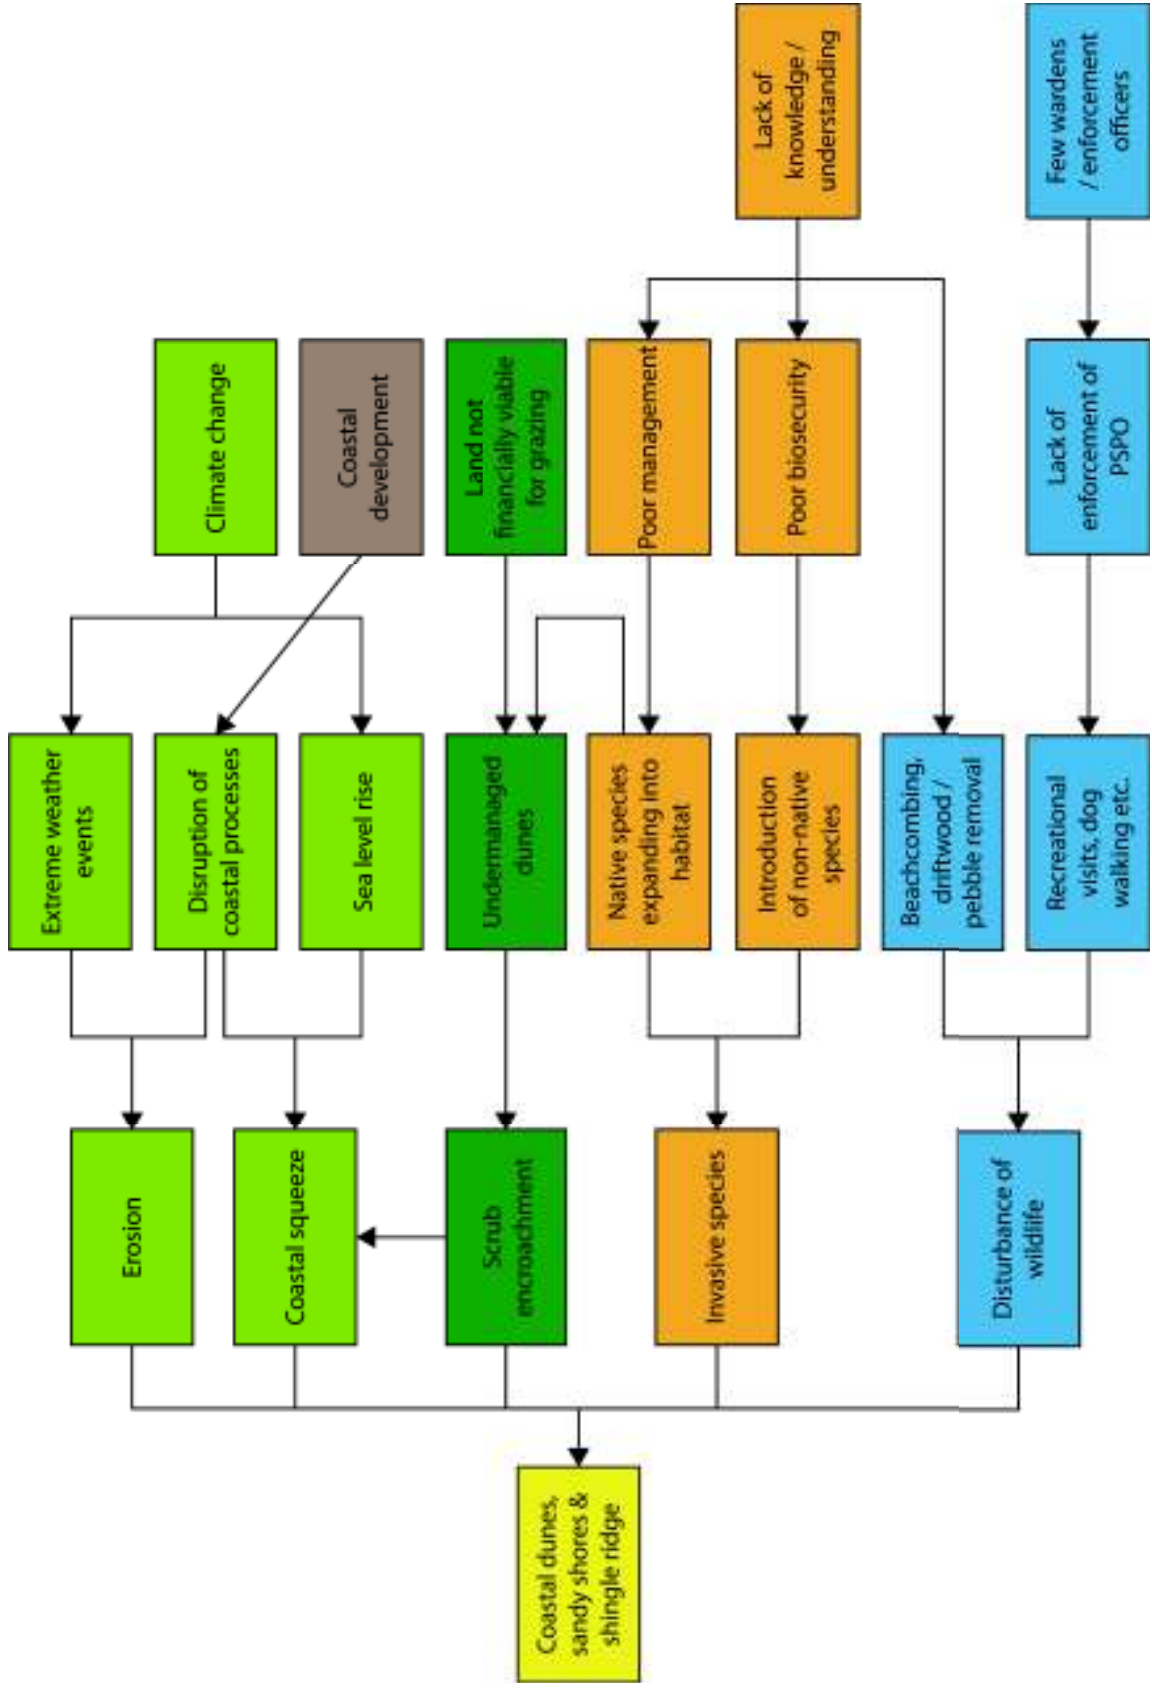 Coastal dunes,
sandy shores &
shingle ridge
Erosion
Coastal squeeze
Scrub
encroachment
Invasive species
Disturbance of
wildlife
Extreme weather
events
Disruption of
coastal processes
Sea level rise
Undermanaged
dunes
Native species
expanding into
habitat
Introduction
of non-native
species
Beachcombing,
driftwood /
pebble removal
Recreational
visits, dog
walking etc.
Climate change
Coastal
development
Land not
financially viable
for grazing
Poor management
Poor biosecurity
Lack of
enforcement of
PSPO
Lack of
knowledge /
understanding
Few wardens
/ enforcement
officers